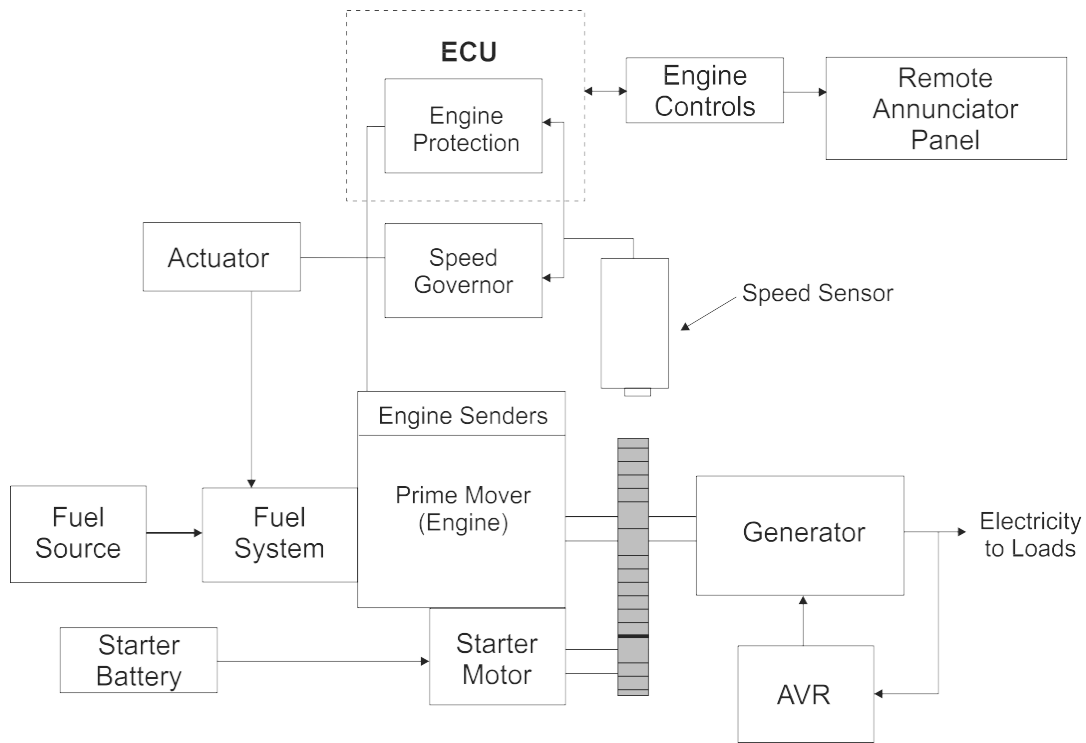 ECU
Engine
Protection
Engine
Controls
Remote
Annunciator
Panel
Actuator
Speed
Governor
Speed Sensor
Engine Senders
Prime Mover
(Engine)
Fuel
Source
Fuel
System
Generator
Electricity
to Loads
Starter
Battery
Starter
Motor
AVR